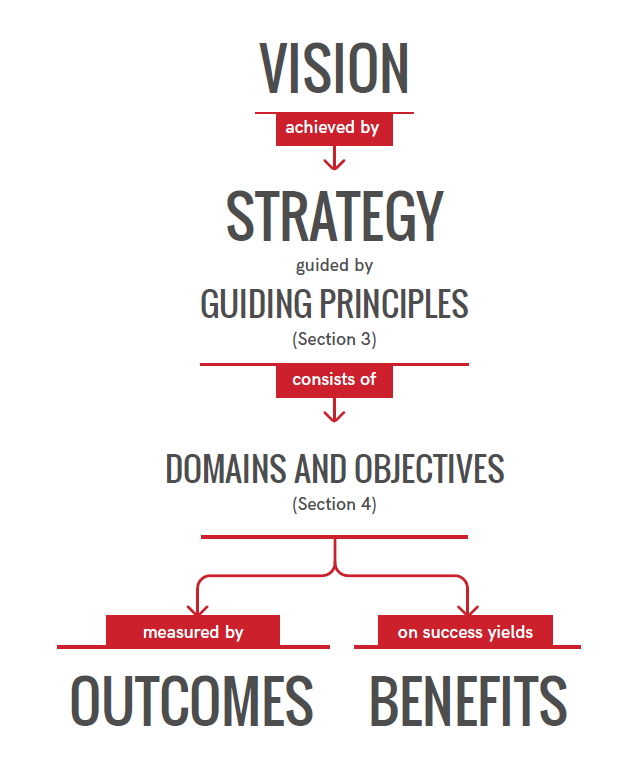 VISION
achieved by
STRATEGY
guided by
GUIDING PRINCIPLES
(Section 3)
consists of
DOMAINS AND OBJECTIVES
(Section 4)
measured by
on success yields
OUTCOMES
BENEFITS